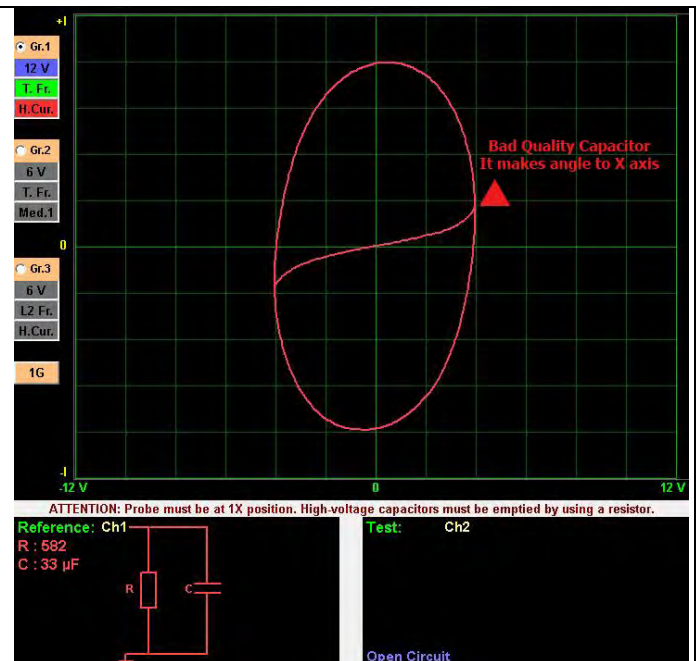 +I
Gr.1
12 V
T. Fr.
H.Cur.
Gr.2
6 V
T. Fr.
Med.1
0
Gr.3
6 V
L2 Fr.
H.Cur.
1G
-I
Bad Quality Capacitor
It makes angle to X axis
-12 V
0
12 V
ATTENTION: Probe must be at 1X position. High-voltage capacitors must be emptied by using a resistor.
Reference: Ch1
R : 582
C : 33 µF
R
C
Test: Ch2
Open Circuit